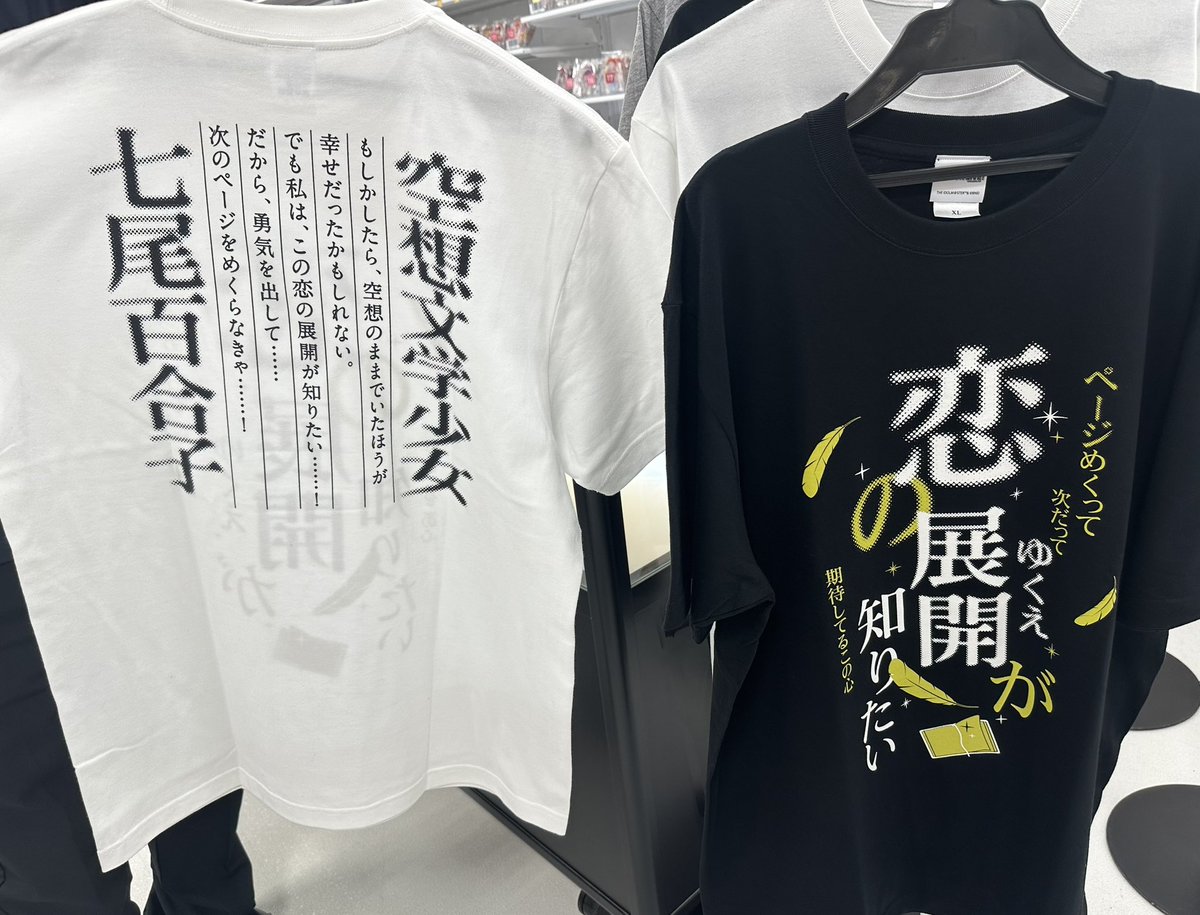 空想文学少女
もしかしたら、空想のままでいたほうが
幸せだったかもしれない。
でも私は、この恋の展開が知りたい……！
だから、勇気を出して……
次のページをめくらなきゃ……！
七尾百合子
ページめくって
次だって
恋の展開が
ゆくえ
知りたい
期待してるこの心
XL